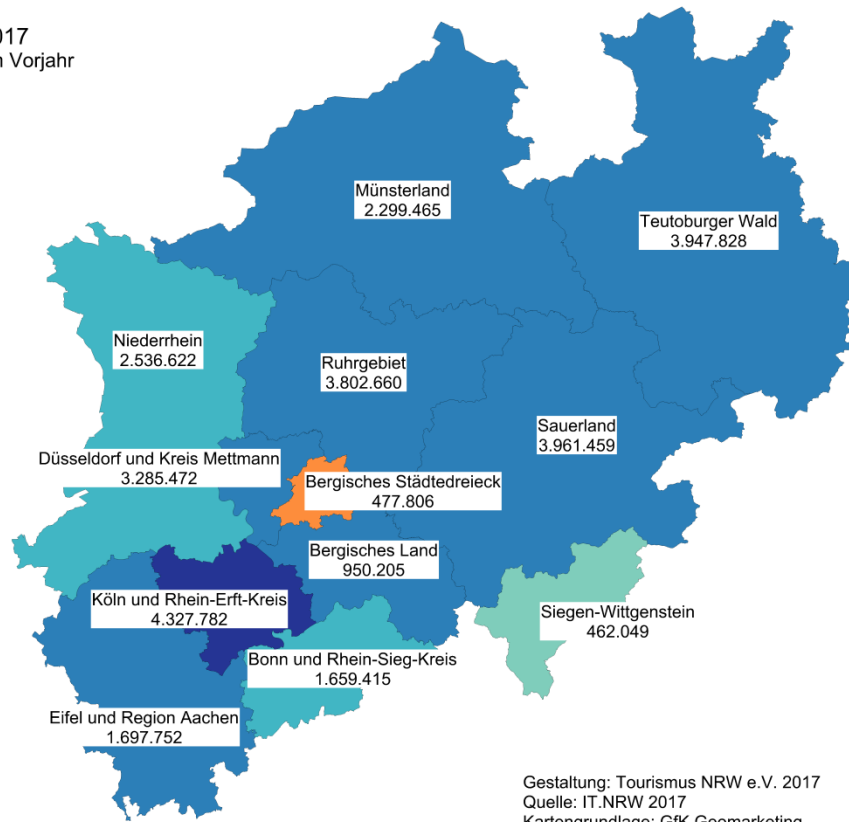 017
Vorjahr
Münsterland
2.299.465
Teutoburger Wald
3.947.828
Niederrhein
2.536.622
Ruhrgebiet
3.802.660
Sauerland
3.961.459
Düsseldorf und Kreis Mettmann
3.285.472
Bergisches Städtedreieck
477.806
Bergisches Land
950.205
Köln und Rhein-Erft-Kreis
4.327.782
Siegen-Wittgenstein
462.049
Bonn und Rhein-Sieg-Kreis
1.659.415
Eifel und Region Aachen
1.697.752
Gestaltung: Tourismus NRW e.V. 2017
Quelle: IT.NRW 2017
Kartengrundlage: GfK Geomarketing